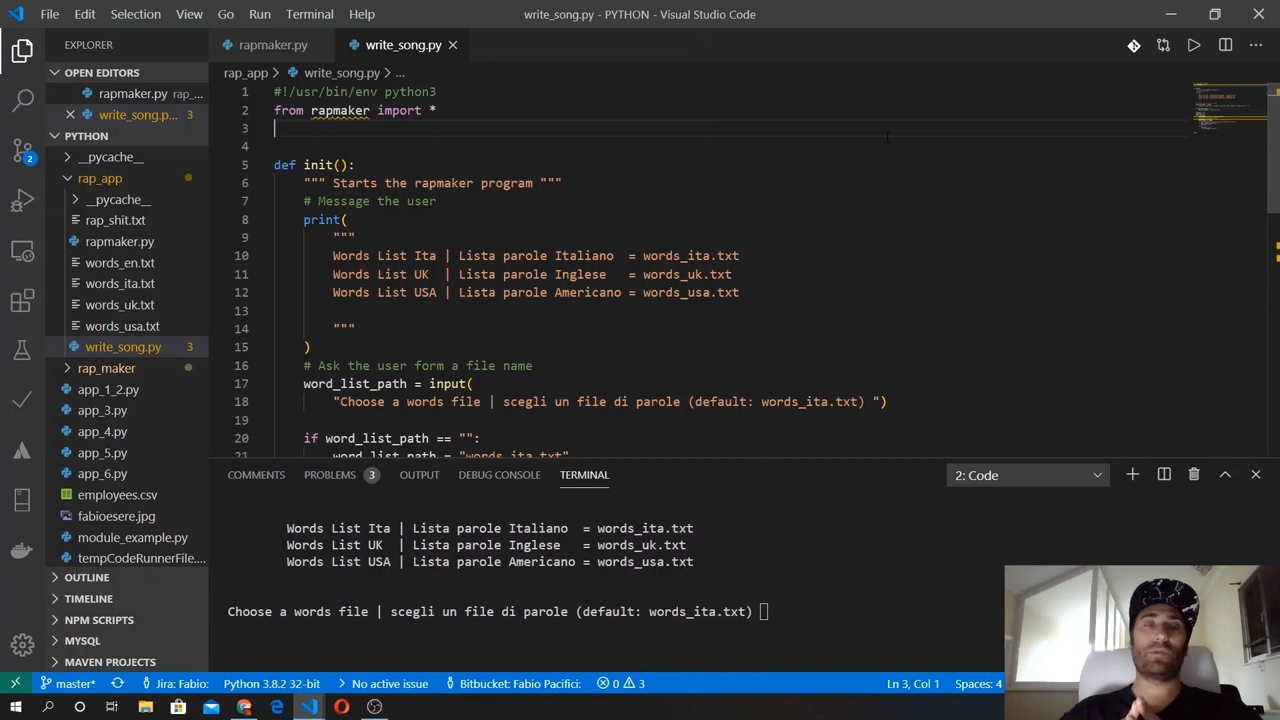 File Edit Selection View Go Run Terminal Help
write_song.py - PYTHON - Visual Studio Code
EXPLORER
OPEN EDITORS
rapmaker.py rap_...
write_song.p... 3
PYTHON
__pycache__
rap_app
__pycache__
rap_shit.txt
rapmaker.py
words_en.txt
words_ita.txt
words_uk.txt
words_usa.txt
write_song.py 3
rap_maker
app_1_2.py
app_3.py
app_4.py
app_5.py
app_6.py
employees.csv
fabioesere.jpg
module_example.py
tempCodeRunnerFile....
OUTLINE
TIMELINE
NPM SCRIPTS
MYSQL
MAVEN PROJECTS
2
rapmaker.py
write_song.py
rap_app > write_song.py > ...
1 #!/usr/bin/env python3
2 from rapmaker import *
3
4
5 def init():
6 """ Starts the rapmaker program """
7 # Message the user
8 print(
9 """
10 Words List Ita | Lista parole Italiano = words_ita.txt
11 Words List UK | Lista parole Inglese = words_uk.txt
12 Words List USA | Lista parole Americano = words_usa.txt
13
14 """
15 )
16 # Ask the user form a file name
17 word_list_path = input(
18 "Choose a words file | scegli un file di parole (default: words_ita.txt) ")
19
20 if word_list_path == "":
21 word_list_path = "words_ita.txt"
COMMENTS PROBLEMS 3 OUTPUT DEBUG CONSOLE TERMINAL
2: Code
Words List Ita | Lista parole Italiano = words_ita.txt
Words List UK | Lista parole Inglese = words_uk.txt
Words List USA | Lista parole Americano = words_usa.txt
Choose a words file | scegli un file di parole (default: words_ita.txt)
master* Jira: Fabio: Python 3.8.2 32-bit No active issue Bitbucket: Fabio Pacifici: 0 3 Ln 3, Col 1 Spaces: 4